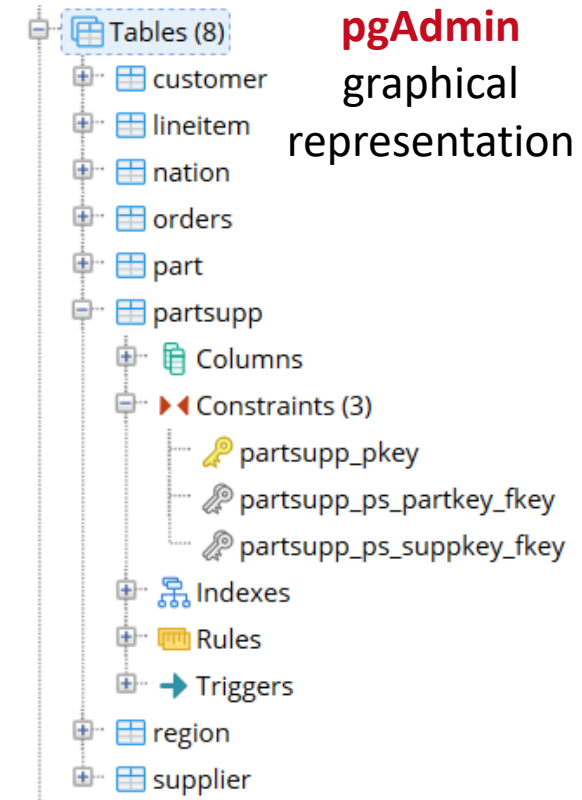 Tables (8)
pgAdmin
graphical
representation
customer
lineitem
nation
orders
part
partsupp
Columns
Constraints (3)
partsupp_pkey
partsupp_ps_partkey_fkey
partsupp_ps_suppkey_fkey
Indexes
Rules
Triggers
region
supplier